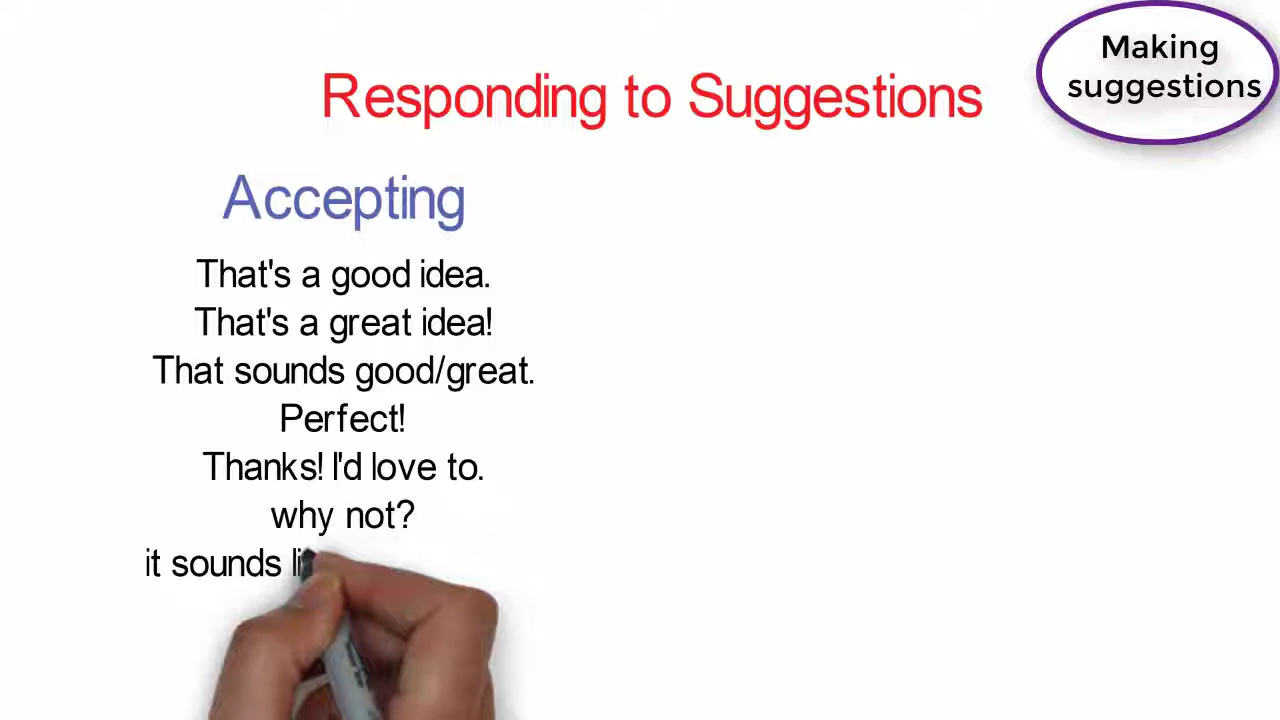 Making
suggestions
Responding to Suggestions
Accepting
That's a good idea.
That's a great idea!
That sounds good/great.
Perfect!
Thanks! I'd love to.
why not?
it sounds